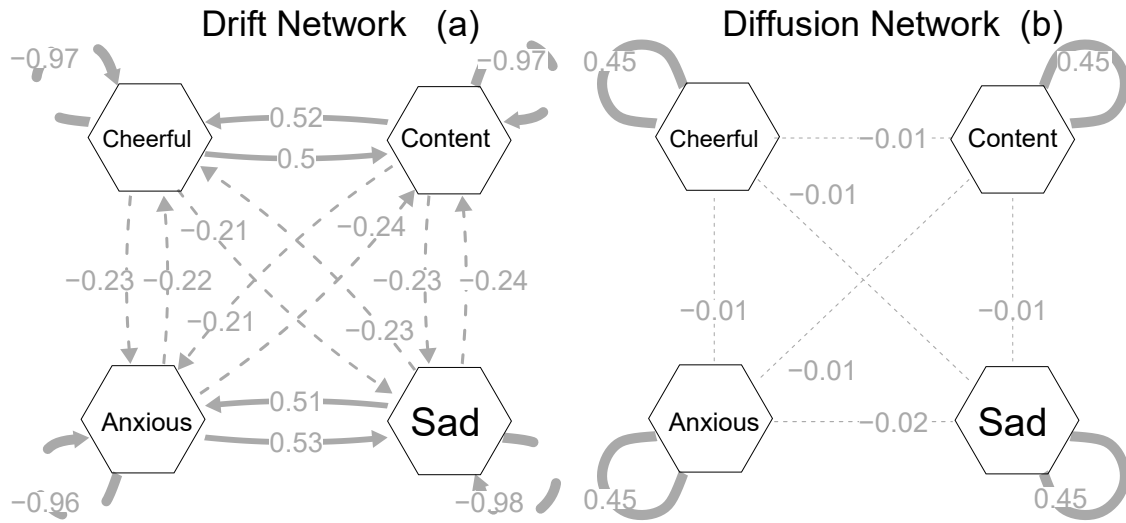 Drift Network (a)
Diffusion Network (b)
−0.97
−0.97
0.45
0.45
Cheerful
0.52
Content
Cheerful
−0.01
Content
0.5
−0.21
−0.24
−0.01
−0.23
−0.22
−0.23
−0.24
−0.21
−0.23
−0.01
−0.01
−0.01
Anxious
0.51
Sad
Anxious
−0.02
Sad
0.53
−0.96
−0.98
0.45
0.45